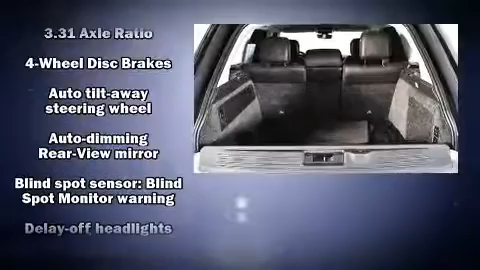 3.31 Axle Ratio
4-Wheel Disc Brakes
Auto tilt-away
steering wheel
Auto-dimming
Rear-View mirror
Blind spot sensor: Blind
Spot Monitor warning
Delay-off headlights